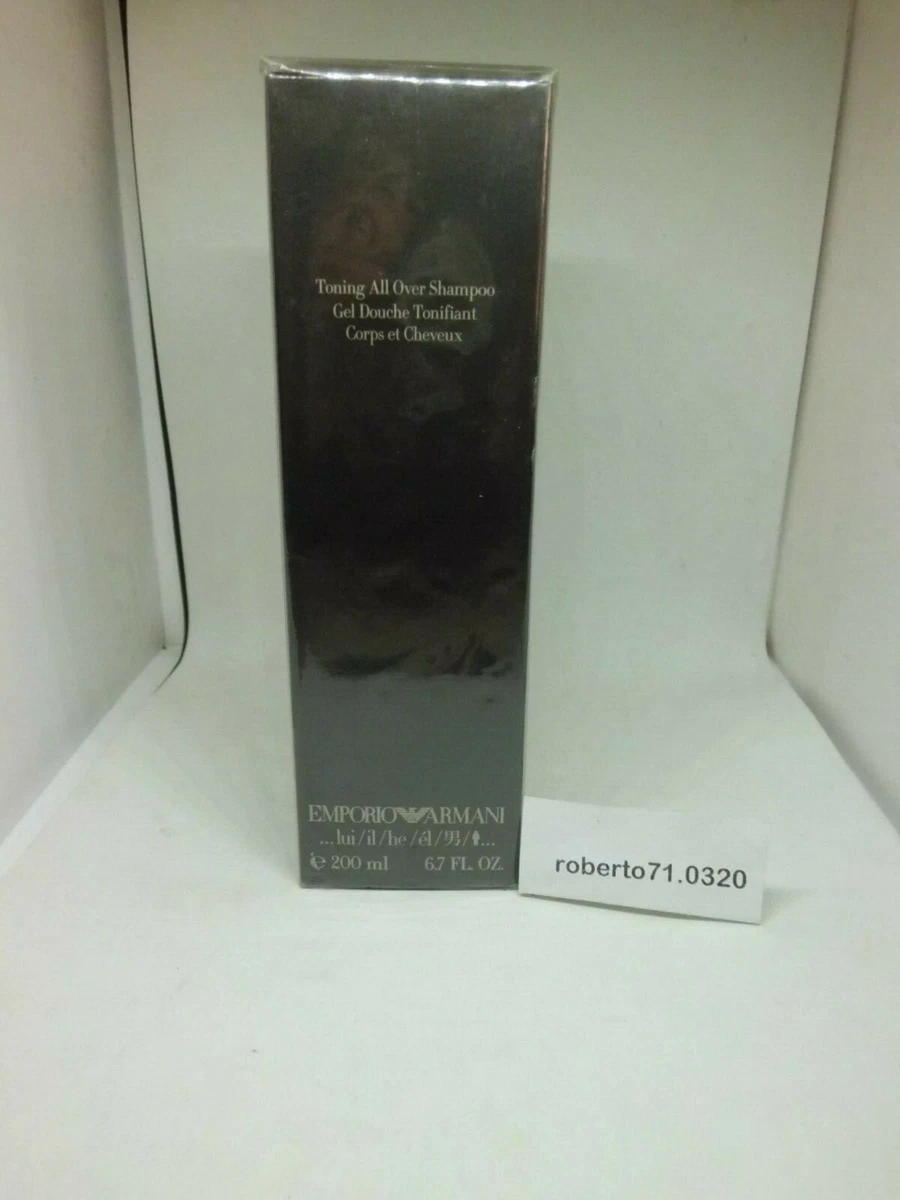 Toning All Over Shampoo
Gel Douche Tonifiant
Corps et Cheveux
EMPORIO ARMANI
...lui/il/he/él/男/...
℮ 200 ml 6.7 FL. OZ.
roberto71.0320